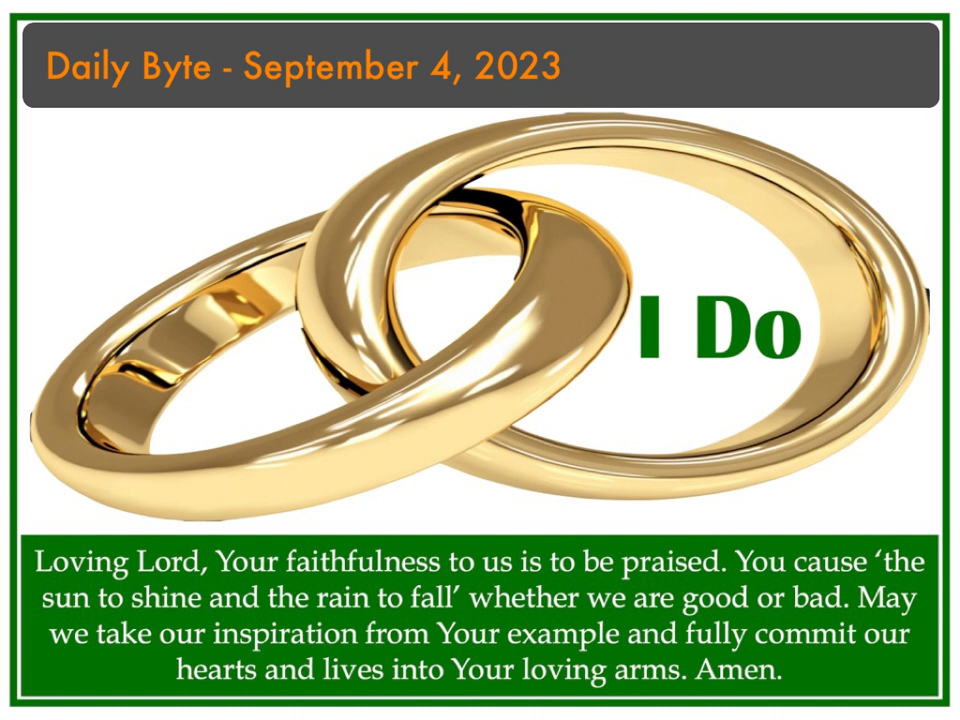 Daily Byte - September 4, 2023
I Do
Loving Lord, Your faithfulness to us is to be praised. You cause ‘the
sun to shine and the rain to fall’ whether we are good or bad. May
we take our inspiration from Your example and fully commit our
hearts and lives into Your loving arms. Amen.